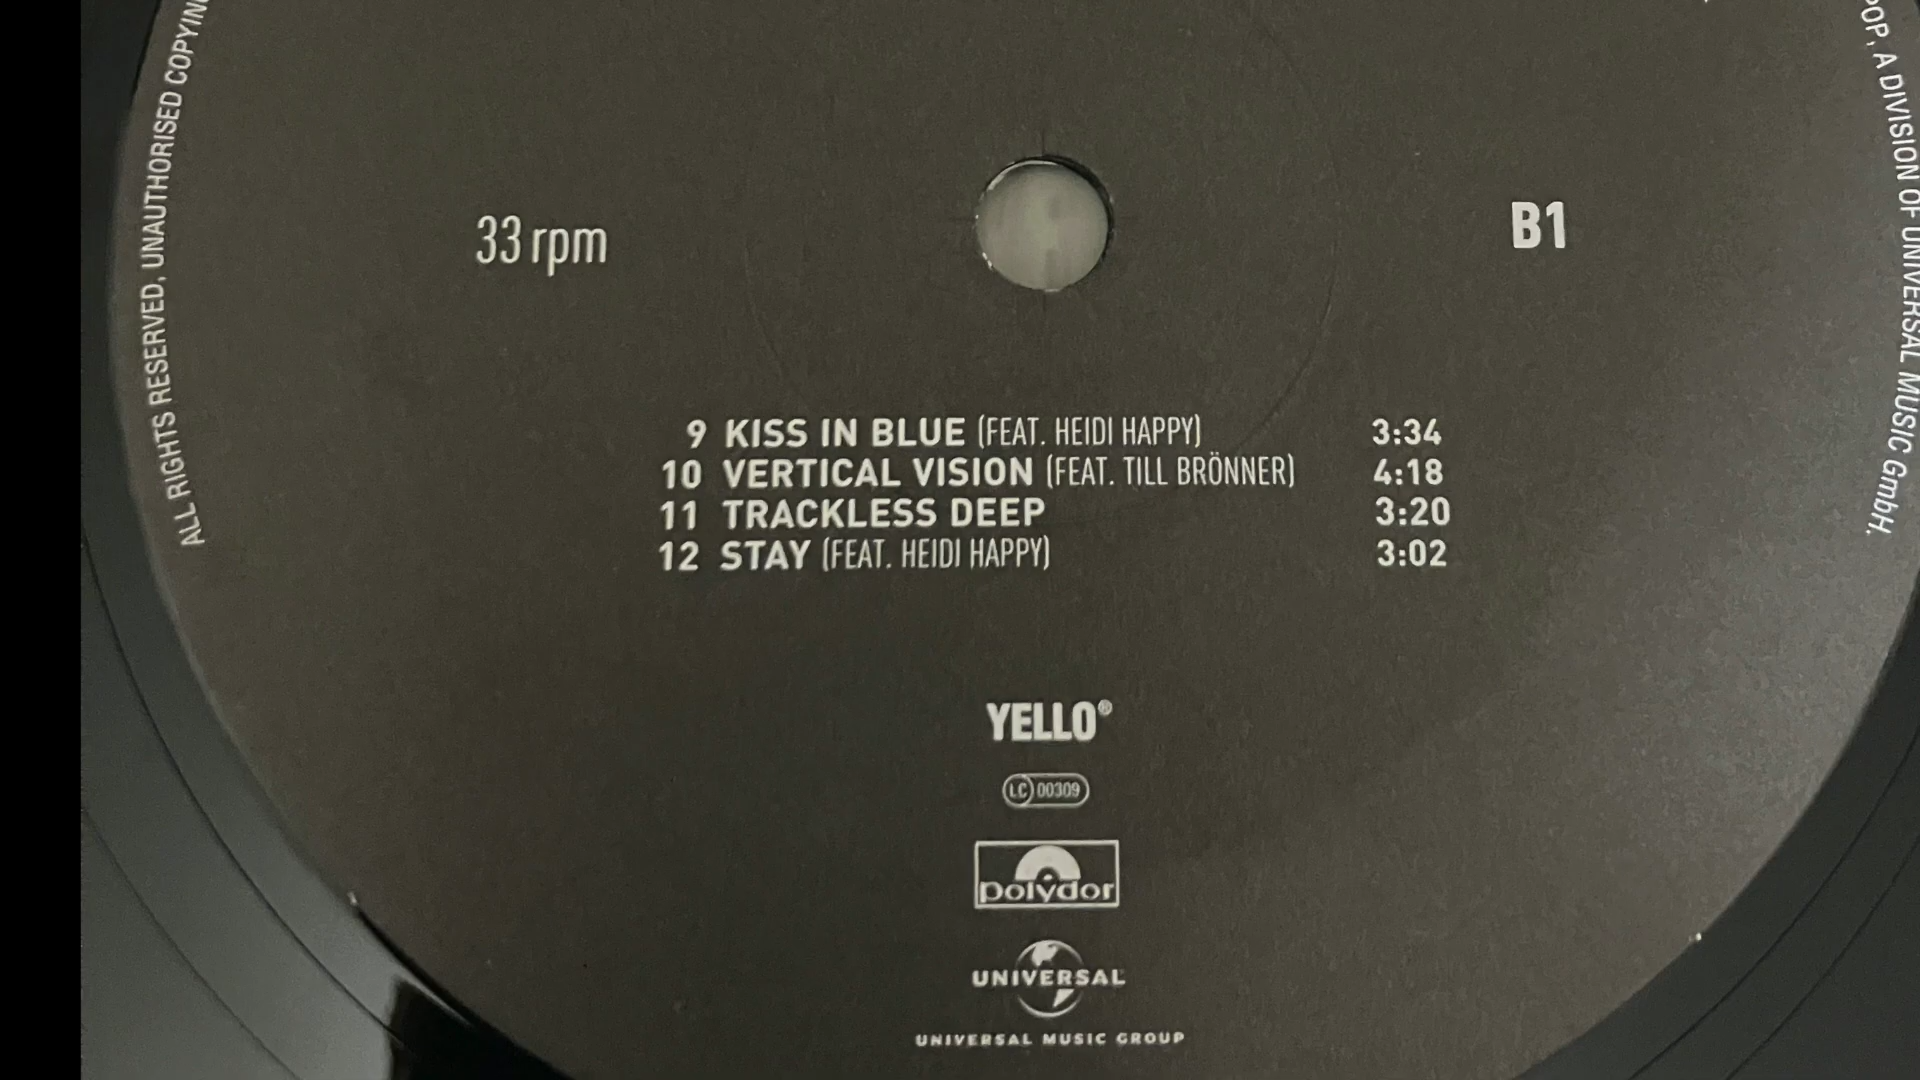 ALL RIGHTS RESERVED, UNAUTHORISED COPYING
POP, A DIVISION OF UNIVERSAL MUSIC GmbH.
33 rpm
B1
9 KISS IN BLUE (FEAT. HEIDI HAPPY) 3:34
10 VERTICAL VISION (FEAT. TILL BRÖNNER) 4:18
11 TRACKLESS DEEP 3:20
12 STAY (FEAT. HEIDI HAPPY) 3:02
YELLO®
LC 00309
polydor
UNIVERSAL
UNIVERSAL MUSIC GROUP